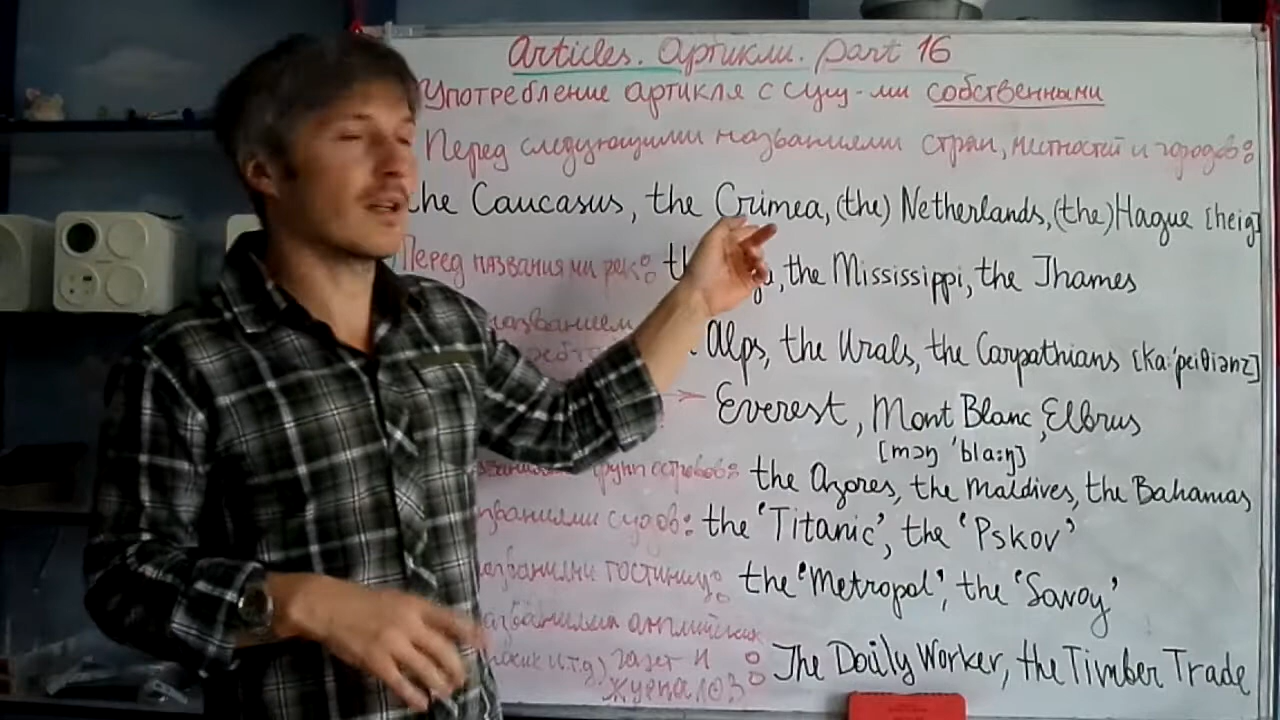 Articles. Артикли. part 16
Употребление артикля с сущ-ми собственными
Перед следующими названиями стран, местностей и городов:
the Caucasus, the Crimea, (the) Netherlands, (the) Hague [heig]
Перед названиями рек: the Mississippi, the Thames
названием
Alps, the Urals, the Carpathians [ka:'peiθiənz]
→ Everest, Mont Blanc, Elbrus
[mɔŋ 'bla:ŋ]
названиями групп островов: the Azores, the Maldives, the Bahamas
названиями судов: the 'Titanic', the 'Pskov'
названиями гостиниц: the 'Metropol', the 'Savoy'
названиями английских
газет и журналов: The Daily Worker, the Timber Trade